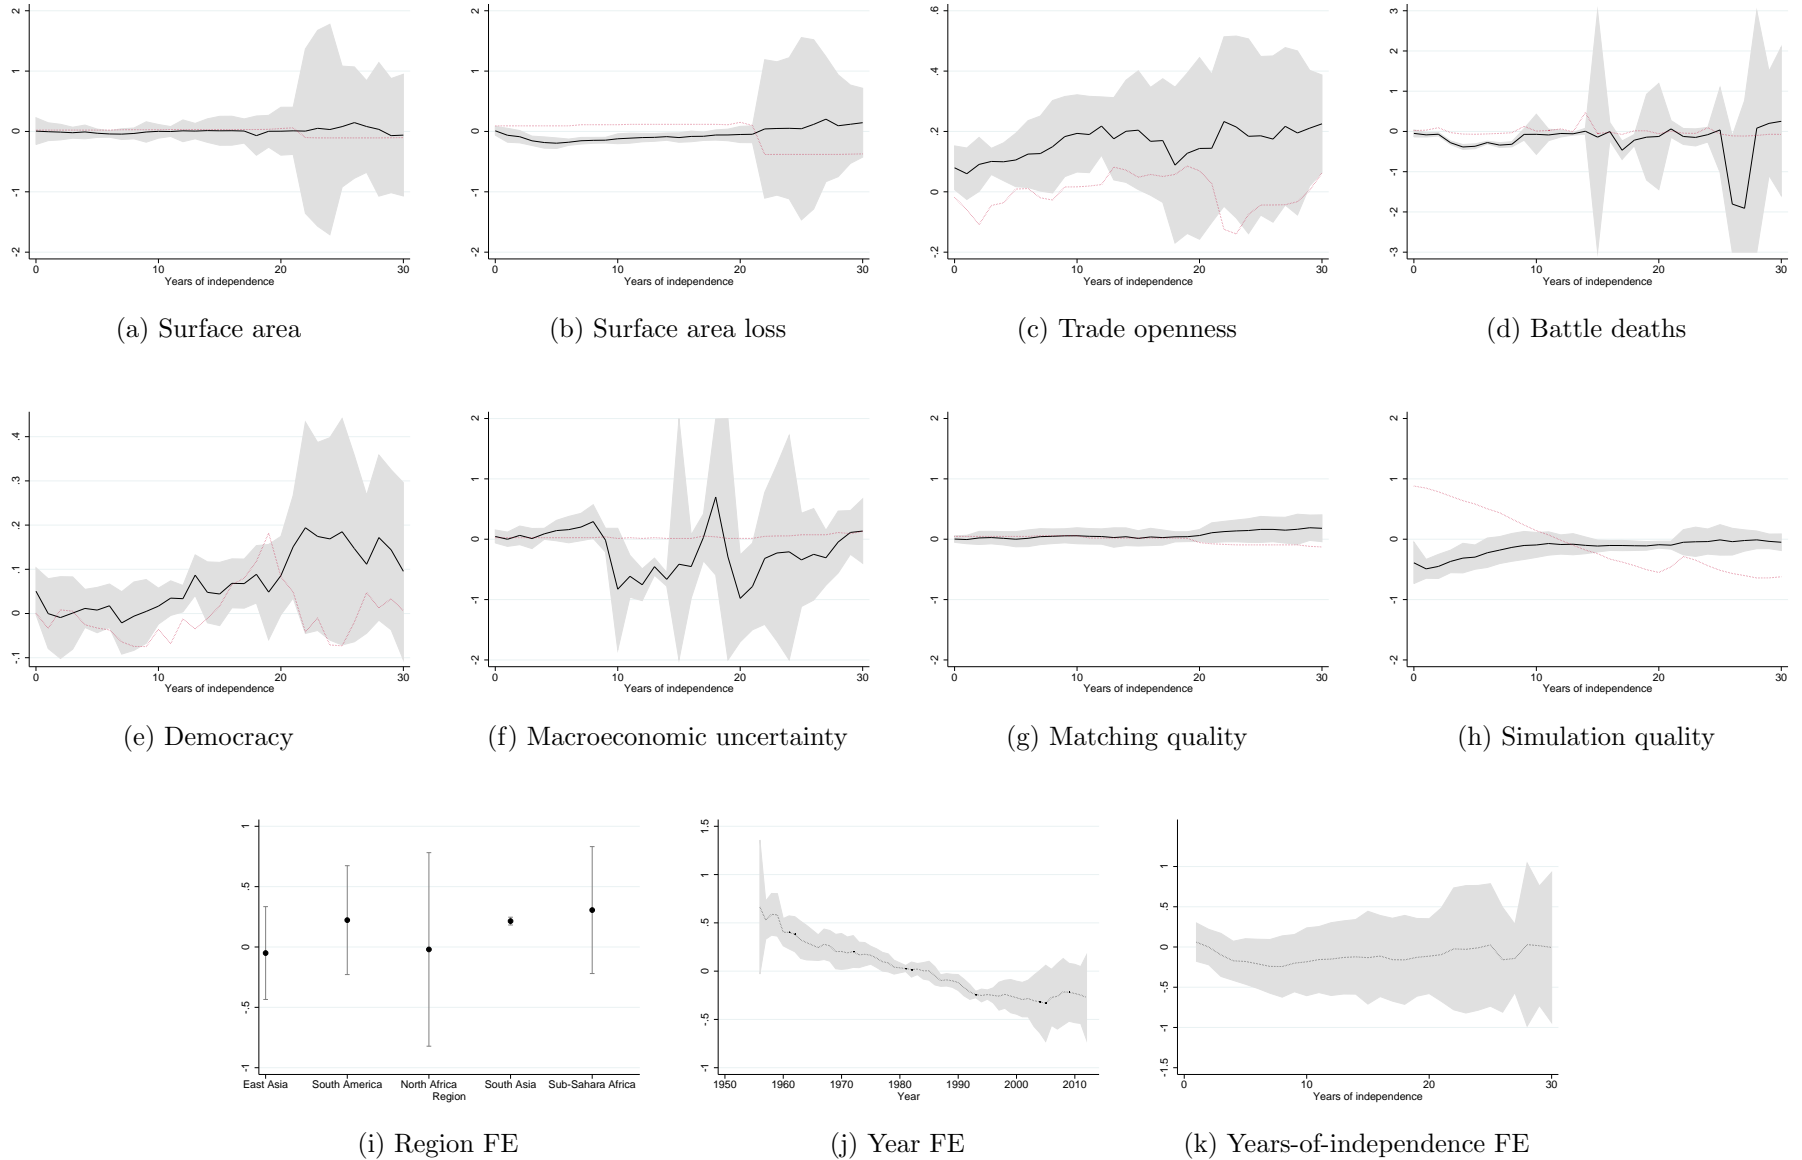 2
1
0
-1
-2
0 10 20 30
Years of independence
(a) Surface area
2
1
0
-1
-2
0 10 20 30
Years of independence
(b) Surface area loss
.6
.4
.2
0
-.2
0 10 20 30
Years of independence
(c) Trade openness
3
2
1
0
-1
-2
-3
0 10 20 30
Years of independence
(d) Battle deaths
.4
.3
.2
.1
0
-.1
0 10 20 30
Years of independence
(e) Democracy
2
1
0
-1
-2
0 10 20 30
Years of independence
(f) Macroeconomic uncertainty
2
1
0
-1
-2
0 10 20 30
Years of independence
(g) Matching quality
2
1
0
-1
-2
0 10 20 30
Years of independence
(h) Simulation quality
1
.5
0
-.5
-1
East Asia South America North Africa South Asia Sub-Sahara Africa
Region
(i) Region FE
1.5
1
.5
0
-.5
-1
1950 1960 1970 1980 1990 2000 2010
Year
(j) Year FE
1
.5
0
-.5
-1
-1.5
0 10 20 30
Years of independence
(k) Years-of-independence FE